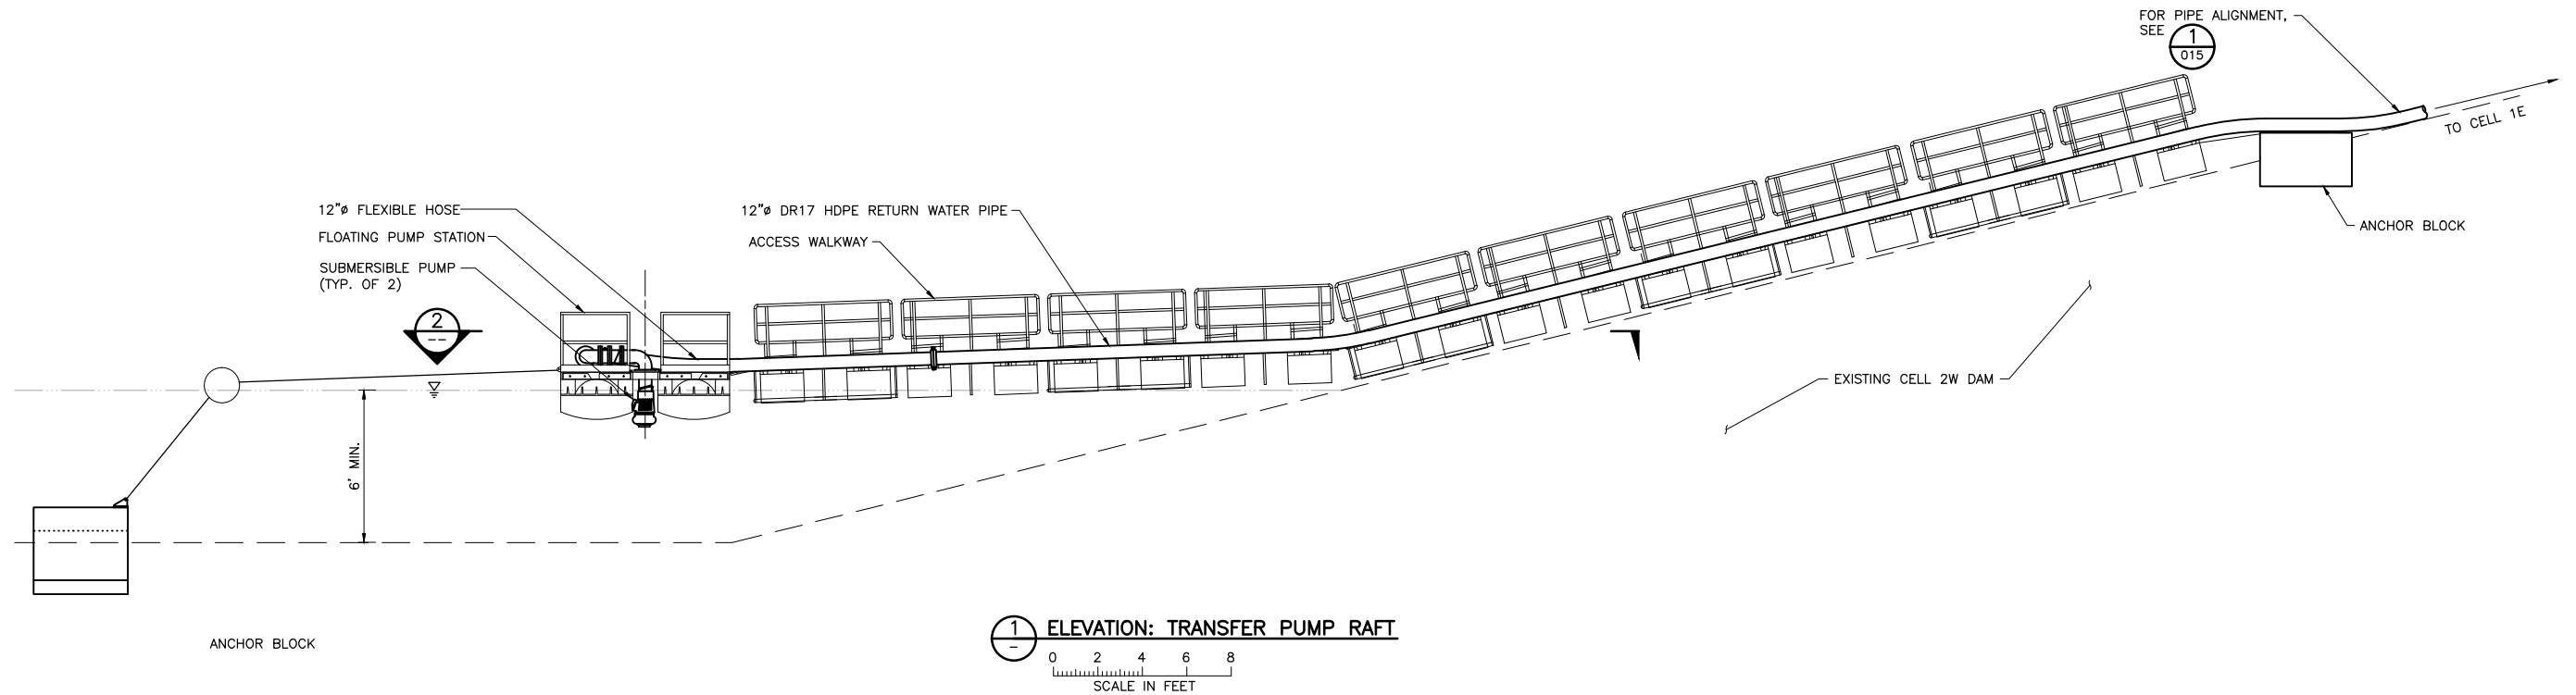 FOR PIPE ALIGNMENT,
SEE
1
015
TO CELL 1E
ANCHOR BLOCK
12"ø FLEXIBLE HOSE
FLOATING PUMP STATION
SUBMERSIBLE PUMP
(TYP. OF 2)
12"ø DR17 HDPE RETURN WATER PIPE
ACCESS WALKWAY
2
--
6' MIN.
EXISTING CELL 2W DAM
ANCHOR BLOCK
1
-
ELEVATION: TRANSFER PUMP RAFT
0 2 4 6 8
SCALE IN FEET